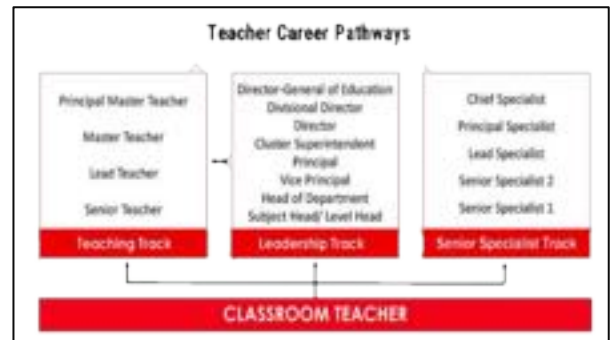 Teacher Career Pathways
Principal Master Teacher
Master Teacher
Lead Teacher
Senior Teacher
Teaching Track
Director-General of Education
Divisional Director
Director
Cluster Superintendent
Principal
Vice Principal
Head of Department
Subject Head/ Level Head
Leadership Track
Chief Specialist
Principal Specialist
Lead Specialist
Senior Specialist 2
Senior Specialist 1
Senior Specialist Track
CLASSROOM TEACHER